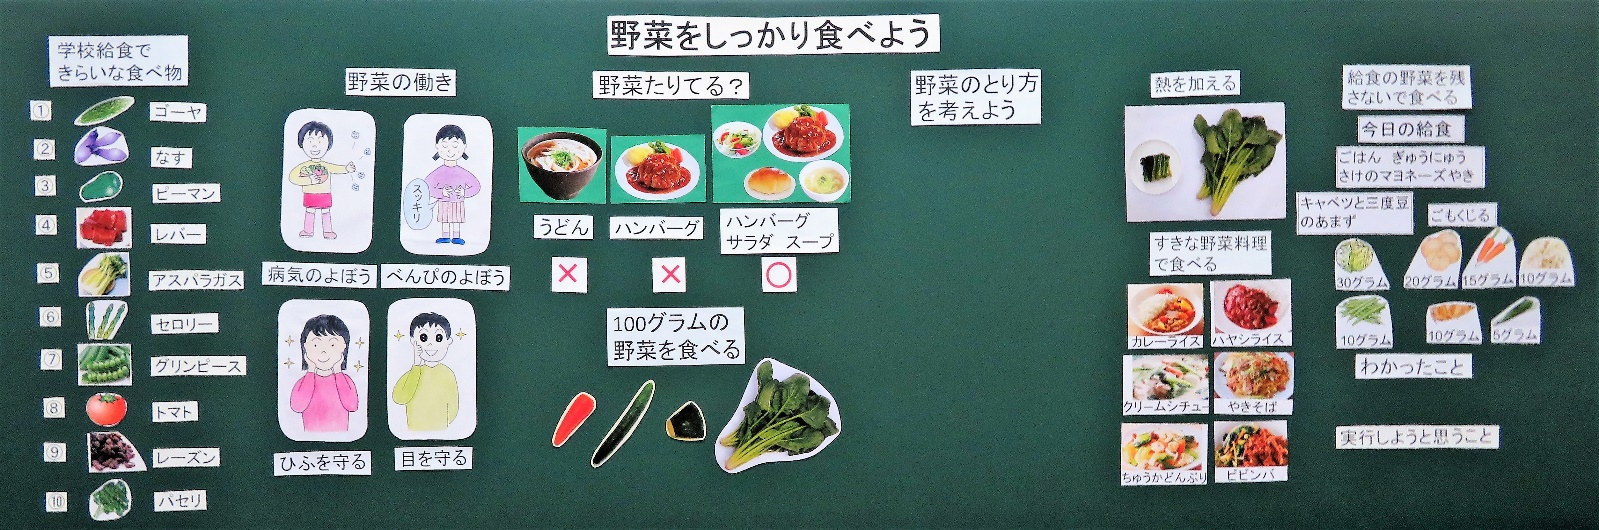 野菜をしっかり食べよう
学校給食で
きらいな食べ物
① ゴーヤ
② なす
③ ピーマン
④ レバー
⑤ アスパラガス
⑥ セロリー
⑦ グリンピース
⑧ トマト
⑨ レーズン
⑩ パセリ
野菜の働き
スッキリ
病気のよぼう
べんぴのよぼう
ひふを守る
目を守る
野菜たりてる？
うどん
ハンバーグ
ハンバーグ
サラダ スープ
×
×
○
100グラムの
野菜を食べる
野菜のとり方
を考えよう
熱を加える
すきな野菜料理
で食べる
カレーライス
ハヤシライス
クリームシチュー
やきそば
ちゅうかどんぶり
ビビンバ
給食の野菜を残
さないで食べる
今日の給食
ごはん ぎゅうにゅう
さけのマヨネーズやき
キャベツと三度豆
のあまず
ごもくじる
30グラム
20グラム
15グラム
10グラム
10グラム
10グラム
5グラム
わかったこと
実行しようと思うこと